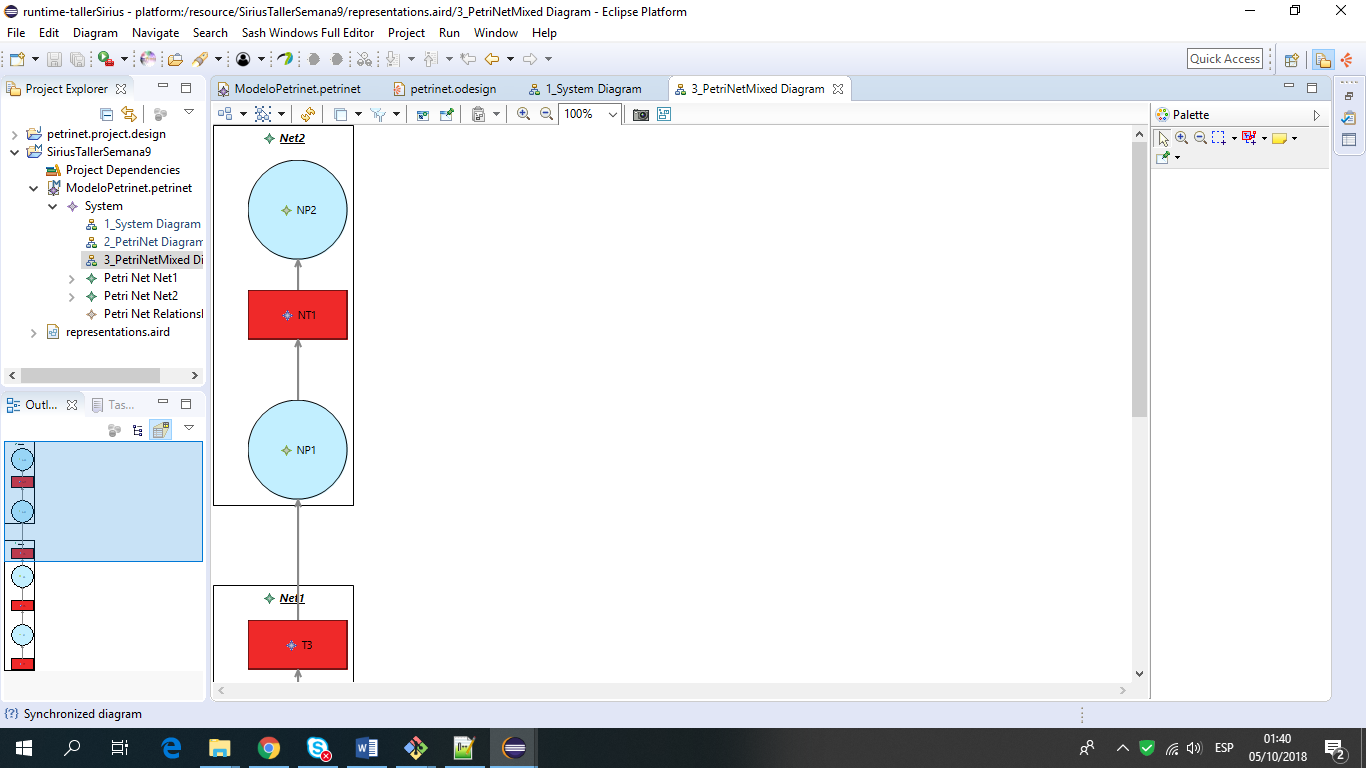 runtime-tallerSirius - platform:/resource/SiriusTallerSemana9/representations.aird/3_PetriNetMixed Diagram - Eclipse Platform
File Edit Diagram Navigate Search Sash Windows Full Editor Project Run Window Help
Quick Access
Project Explorer
ModeloPetrinet.petrinet petrinet.odesign 1_System Diagram 3_PetriNetMixed Diagram
100%
Palette
petrinet.project.design
SiriusTallerSemana9
Project Dependencies
ModeloPetrinet.petrinet
System
1_System Diagram
2_PetriNet Diagram
3_PetriNetMixed Di
Petri Net Net1
Petri Net Net2
Petri Net Relations
representations.aird
Outl... Tas...
Net2
NP2
NT1
NP1
Net1
T3
Synchronized diagram
ESP
01:40
05/10/2018
2